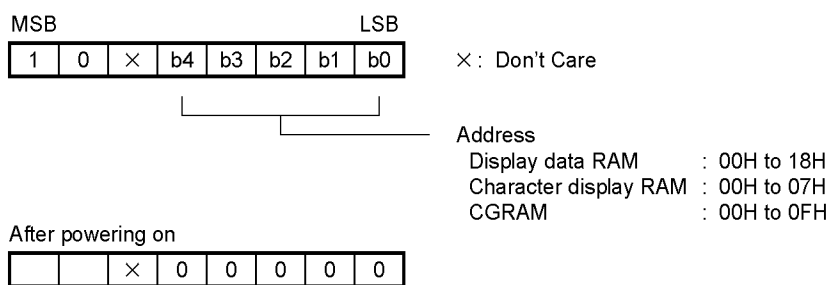 MSB LSB
1 0 × b4 b3 b2 b1 b0 ×: Don't Care
Address
Display data RAM : 00H to 18H
Character display RAM : 00H to 07H
CGRAM : 00H to 0FH
After powering on
× 0 0 0 0 0